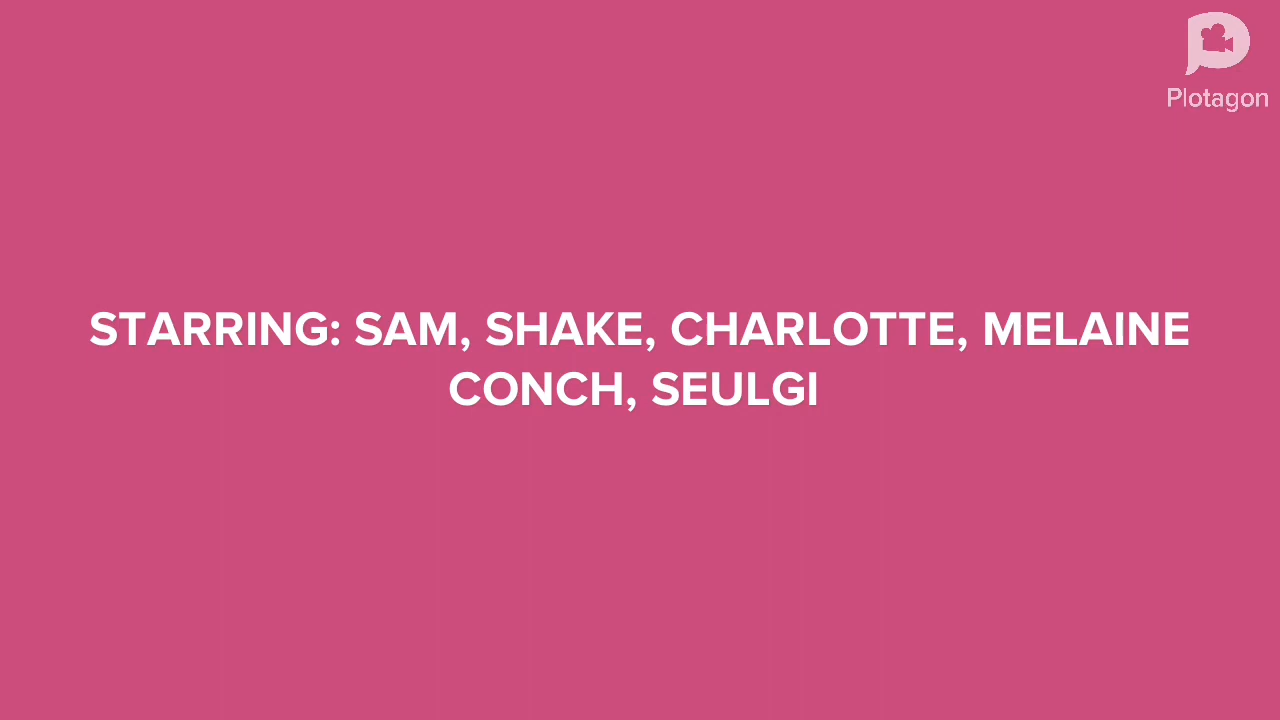 Plotagon
STARRING: SAM, SHAKE, CHARLOTTE, MELAINE
CONCH, SEULGI